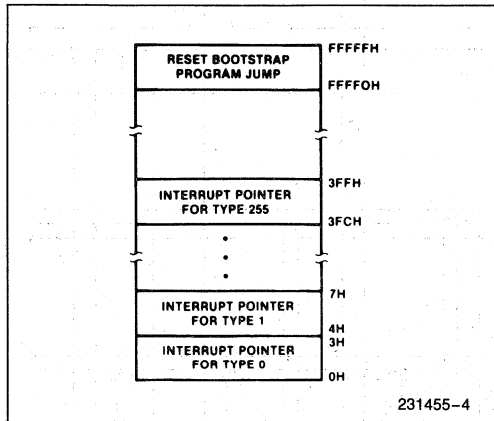 FFFFFH
RESET BOOTSTRAP
PROGRAM JUMP
FFFF0H
3FFH
INTERRUPT POINTER
FOR TYPE 255
3FCH
7H
INTERRUPT POINTER
FOR TYPE 1
4H
3H
INTERRUPT POINTER
FOR TYPE 0
0H
231455-4